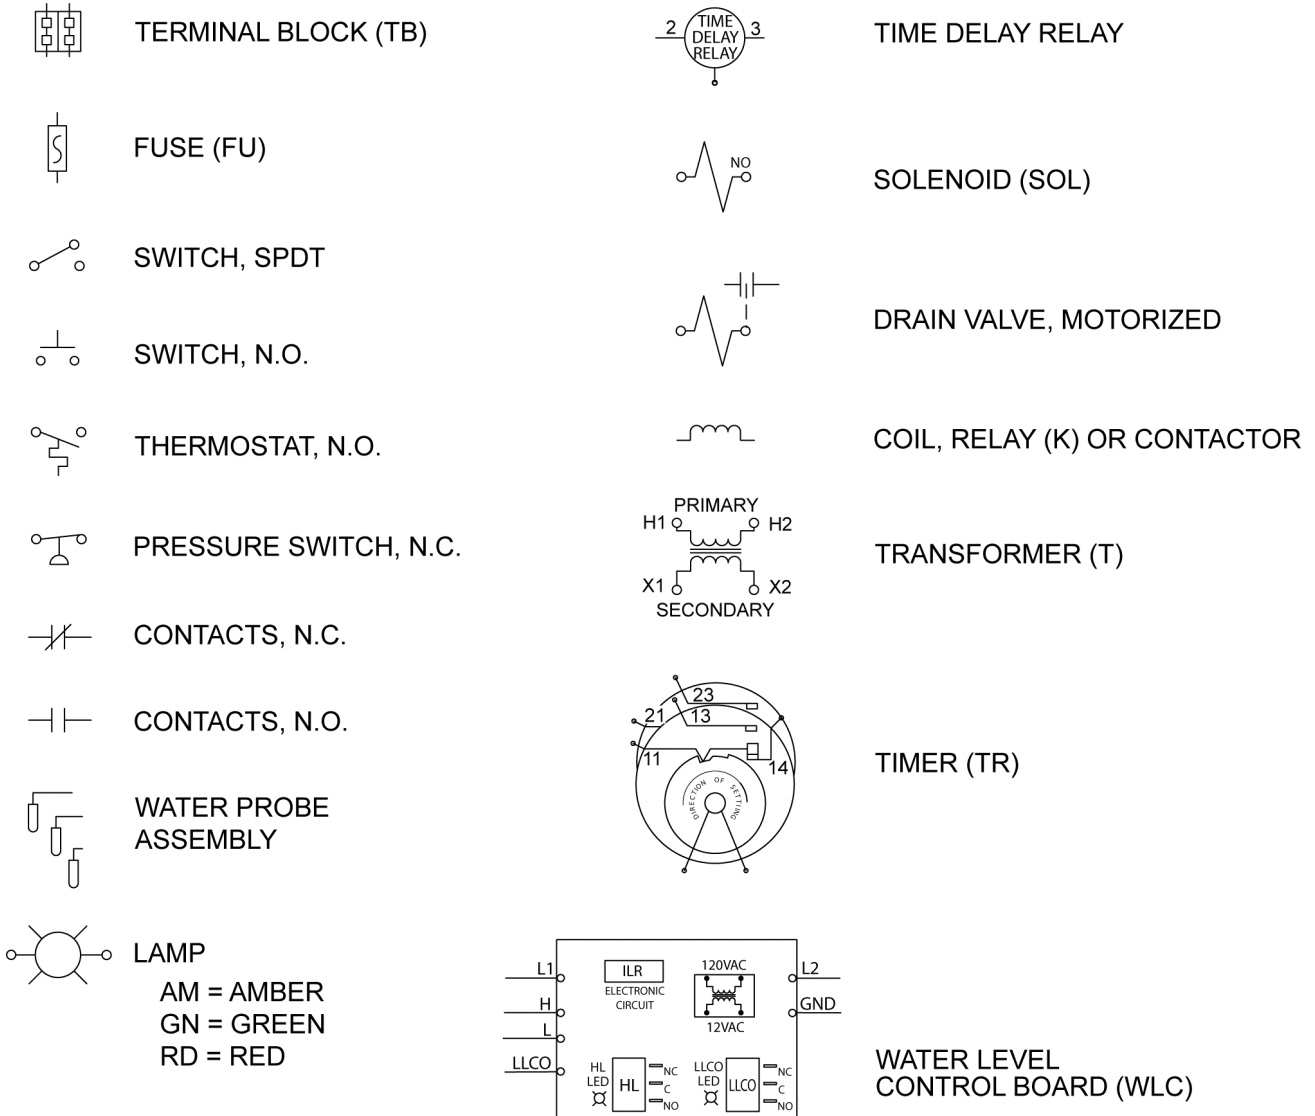 TERMINAL BLOCK (TB)
FUSE (FU)
SWITCH, SPDT
SWITCH, N.O.
THERMOSTAT, N.O.
PRESSURE SWITCH, N.C.
CONTACTS, N.C.
CONTACTS, N.O.
WATER PROBE
ASSEMBLY
LAMP
AM = AMBER
GN = GREEN
RD = RED
2
TIME
DELAY
RELAY
3
TIME DELAY RELAY
NO
SOLENOID (SOL)
DRAIN VALVE, MOTORIZED
COIL, RELAY (K) OR CONTACTOR
PRIMARY
H1 H2
X1 X2
SECONDARY
TRANSFORMER (T)
23
21 13
11 14
DIRECTION OF SETTING
TIMER (TR)
L1 ILR 120VAC L2
ELECTRONIC
CIRCUIT
H GND
12VAC
L
LLCO
HL
LED
HL
NC
C
NO
LLCO
LED
LLCO
NC
C
NO
WATER LEVEL
CONTROL BOARD (WLC)